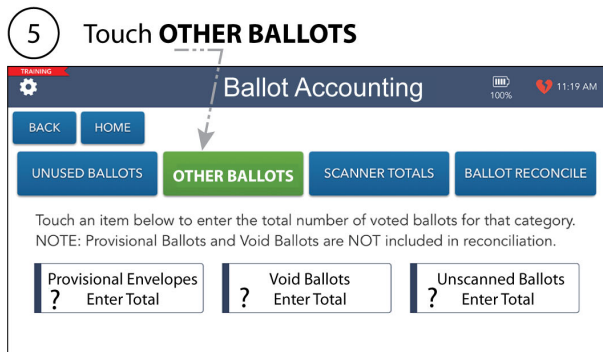 5 Touch OTHER BALLOTS
TRAINING
Ballot Accounting
100%
11:19 AM
BACK HOME
UNUSED BALLOTS OTHER BALLOTS SCANNER TOTALS BALLOT RECONCILE
Touch an item below to enter the total number of voted ballots for that category.
NOTE: Provisional Ballots and Void Ballots are NOT included in reconciliation.
Provisional Envelopes
? Enter Total
Void Ballots
? Enter Total
Unscanned Ballots
? Enter Total